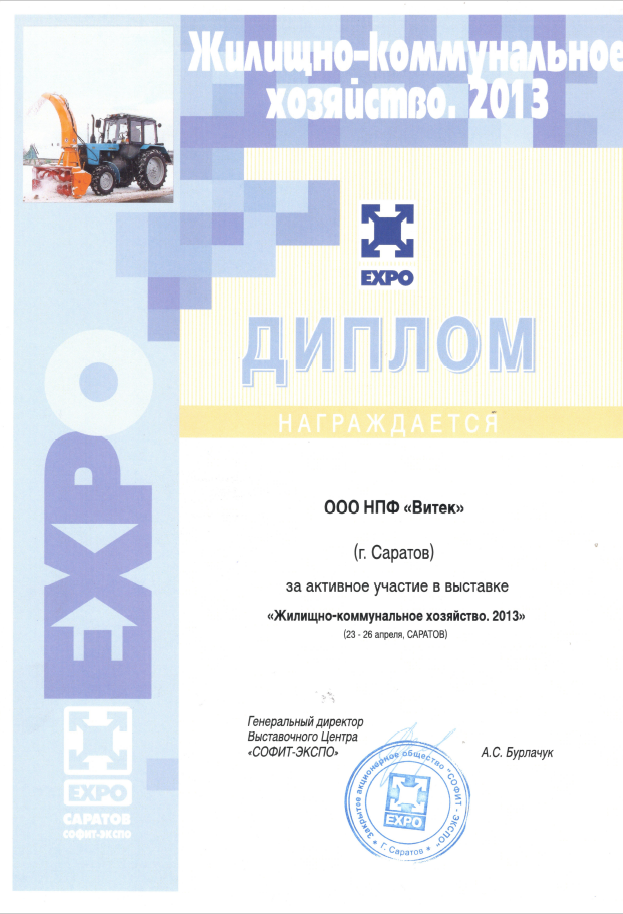 Жилищно-коммунальное
хозяйство. 2013
EXPO
ДИПЛОМ
НАГРАЖДАЕТСЯ
EXPO
ООО НПФ «Витек»
(г. Саратов)
за активное участие в выставке
«Жилищно-коммунальное хозяйство. 2013»
(23 - 26 апреля, САРАТОВ)
Генеральный директор
Выставочного Центра
«СОФИТ-ЭКСПО»
А.С. Бурлачук
Закрытое акционерное общество "СОФИТ - ЭКСПО"
EXPO
г. Саратов
EXPO
САРАТОВ
СОФИТ-ЭКСПО